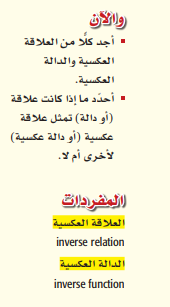 والآن
▪ أجد كلًّا من العلاقة
العكسية والدالة
العكسية.
▪ أحدّد ما إذا كانت علاقة
(أو دالة) تمثل علاقة
عكسية (أو دالة عكسية)
لأخرى أم لا.
المفردات
العلاقة العكسية
inverse relation
الدالة العكسية
inverse function